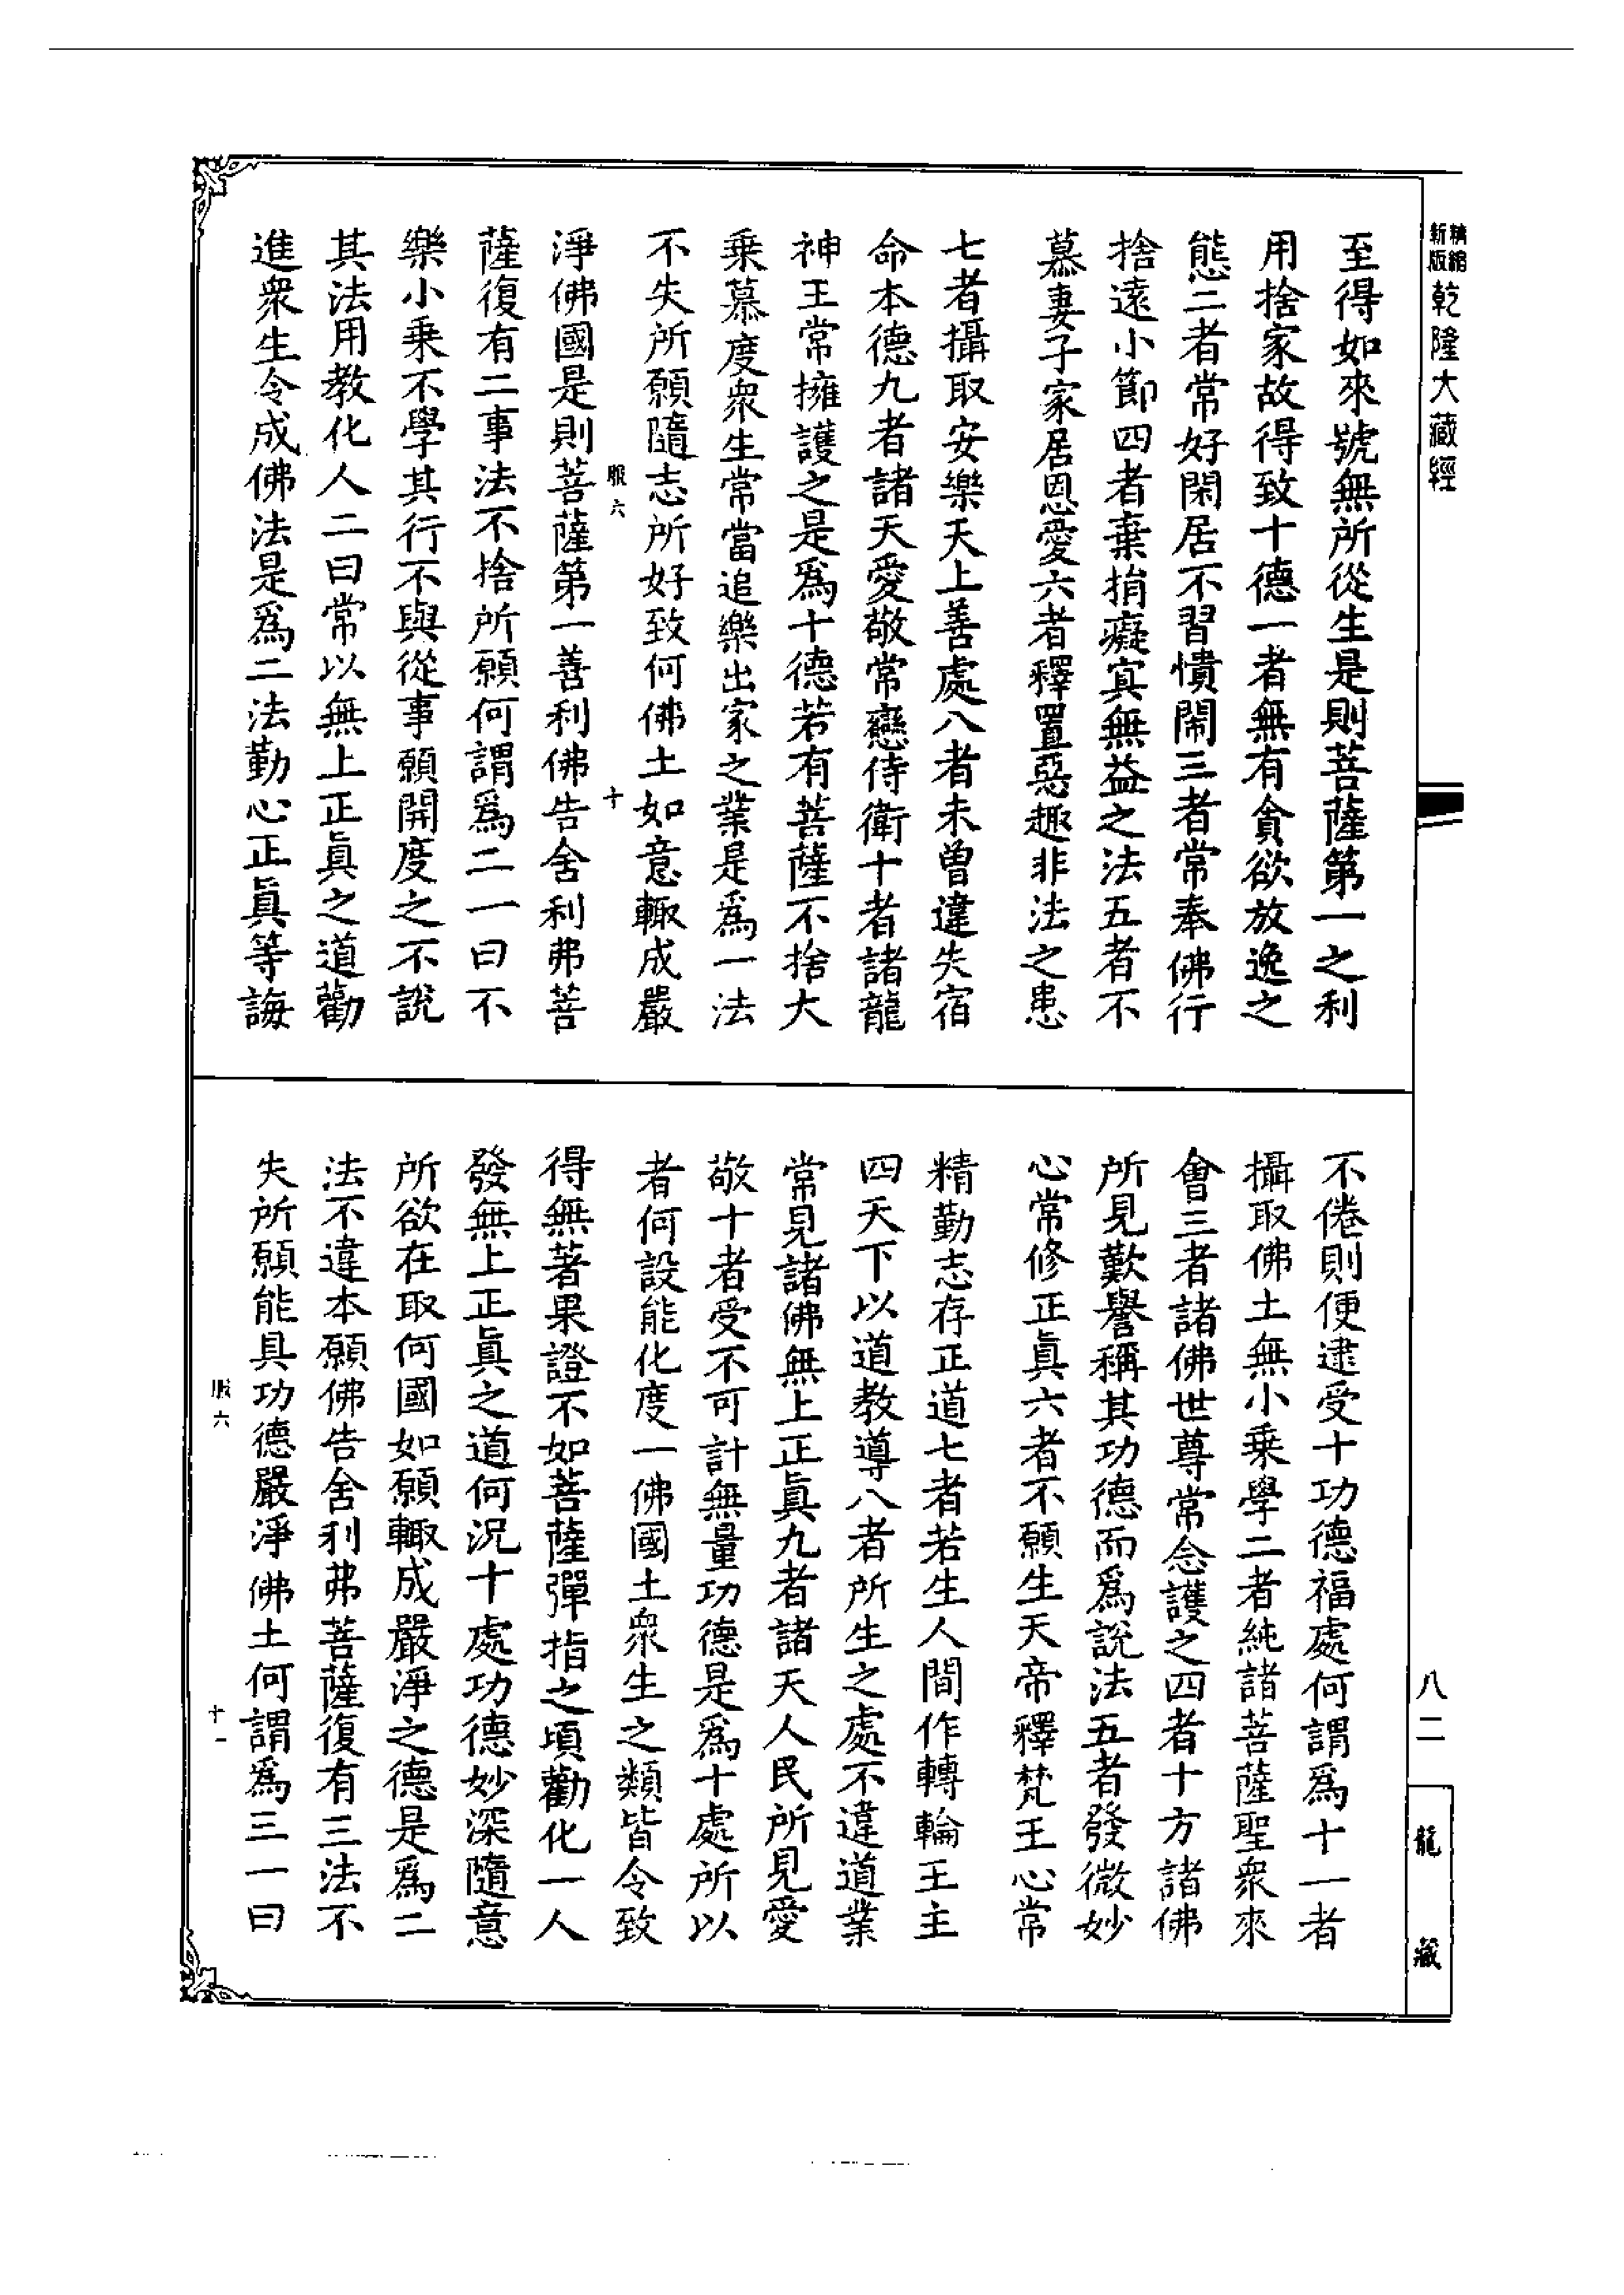 精縮新版乾隆大藏經
至得如來號無所從生是則菩薩第一之利
用捨家故得致十德一者無有貪欲放逸之
態二者常好閑居不習憒閙三者常奉佛行
捨遠小節四者棄捐癡冥無益之法五者不
慕妻子家居恩愛六者釋置惡趣非法之患
七者攝取安樂天上善處八者未曾違失宿
命本德九者諸天愛敬常戀侍衛十者諸龍
神王常擁護之是爲十德若有菩薩不捨大
乗慕度衆生常當追樂出家之業是爲一法
不失所願隨志所好致何佛土如意輙成嚴
服六 十
淨佛國是則菩薩第一善利佛告舍利弗菩
薩復有二事法不捨所願何謂爲二一曰不
樂小乗不學其行不與從事願開度之不說
其法用教化人二曰常以無上正眞之道勸
進衆生令成佛法是爲二法勤心正眞等誨
不倦則便逮受十功德福處何謂爲十一者
攝取佛土無小乗學二者純諸菩薩聖衆來
會三者諸佛世尊常念護之四者十方諸佛
所見歎譽稱其功德而爲說法五者發微妙
心常修正眞六者不願生天帝釋梵王心常
精勤志存正道七者若生人間作轉輪王主
四天下以道教導八者所生之處不違道業
常見諸佛無上正眞九者諸天人民所見愛
敬十者受不可計無量功德是爲十處所以
者何設能化度一佛國土衆生之類皆令致
得無著果證不如菩薩彈指之頃勸化一人
發無上正眞之道何況十處功德妙深隨意
所欲在取何國如願輙成嚴淨之德是爲二
法不違本願佛告舍利弗菩薩復有三法不
失所願能具功德嚴淨佛土何謂爲三一曰
服六 十一
八二
龍藏